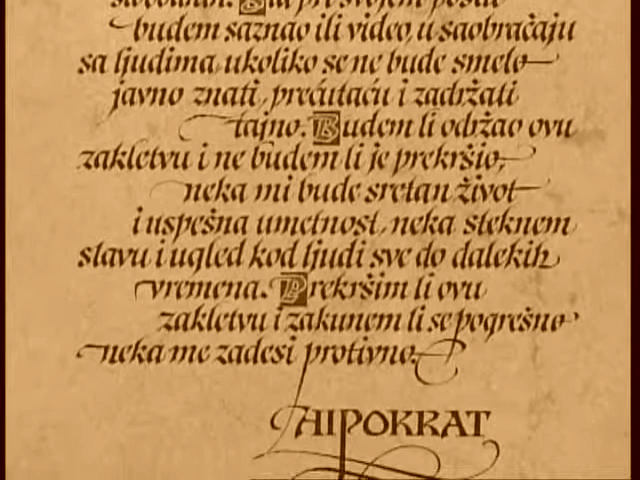 pri svojem poslu
budem saznao ili video, u saobraćaju
sa ljudima, ukoliko se ne bude smelo
javno znati, prećutaću i zadržati
tajno. Budem li održao ovu
zakletvu i ne budem li je prekršio,
neka mi bude sretan život
i uspešna umetnost, neka steknem
slavu i ugled kod ljudi sve do dalekih
vremena. Prekršim li ovu
zakletvu i zakunem li se pogrešno
neka me zadesi protivno.
HIPOKRAT